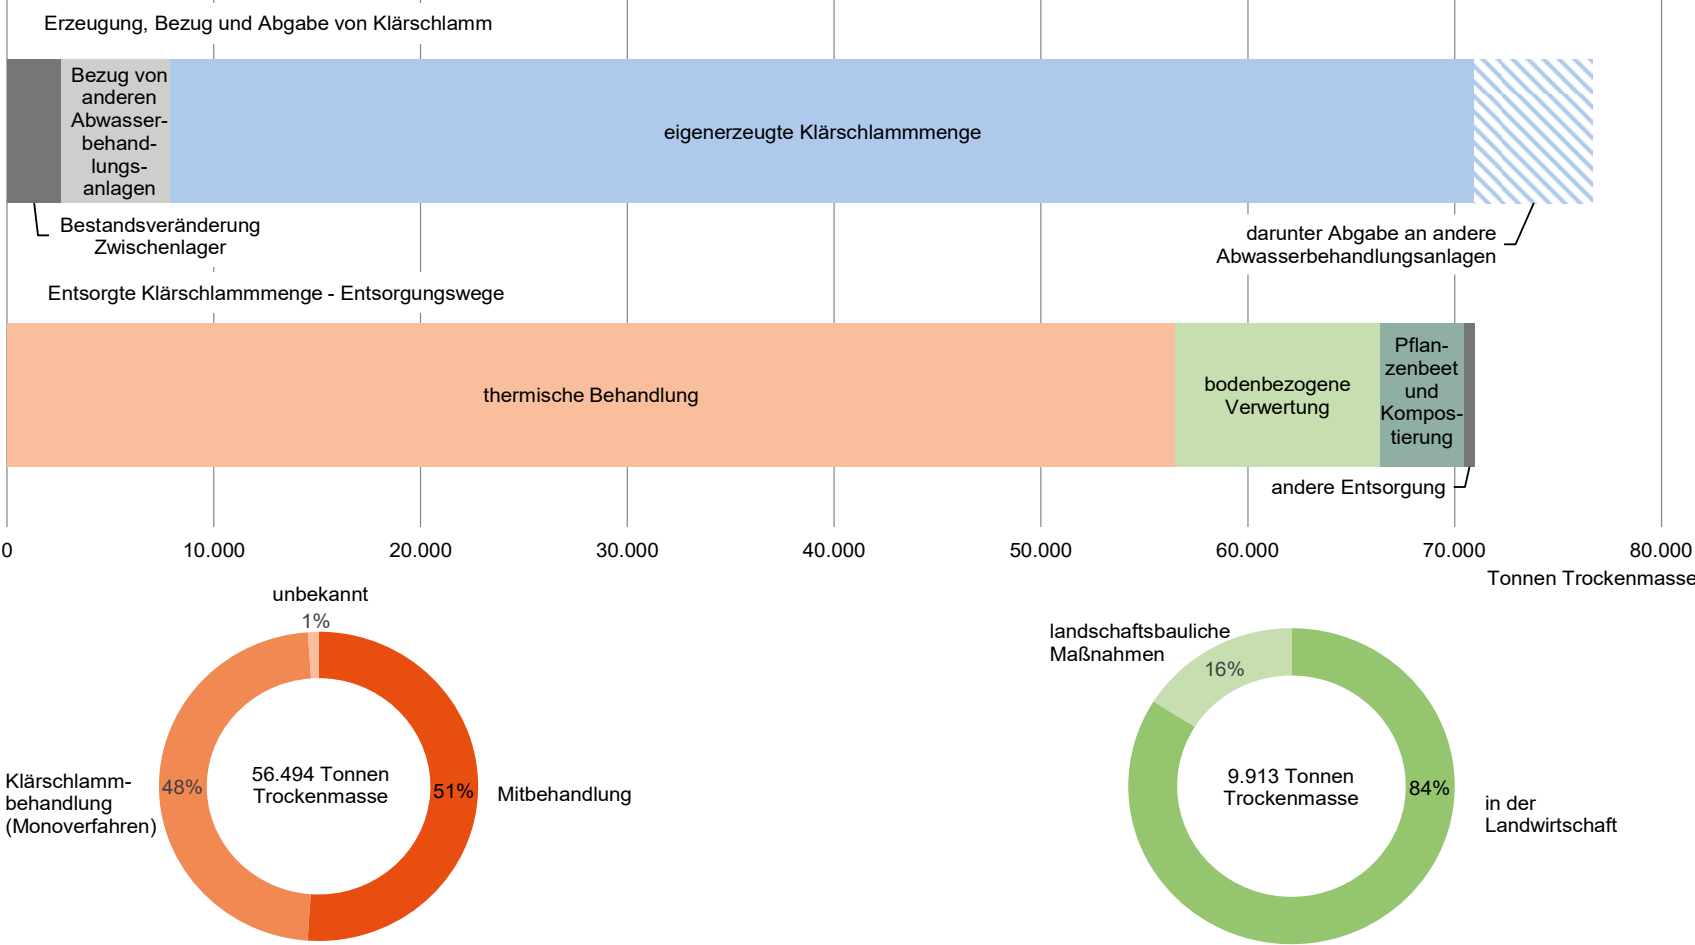 Erzeugung, Bezug und Abgabe von Klärschlamm
Bezug von
anderen
Abwasser-
behand-
lungs-
anlagen
eigenerzeugte Klärschlammmenge
Bestandsveränderung
Zwischenlager
darunter Abgabe an andere
Abwasserbehandlungsanlagen
Entsorgte Klärschlammmenge - Entsorgungswege
thermische Behandlung
bodenbezogene
Verwertung
Pflan-
zenbeet
und
Kompos-
tierung
andere Entsorgung
0 10.000 20.000 30.000 40.000 50.000 60.000 70.000 80.000
Tonnen Trockenmasse
unbekannt
1%
Klärschlamm-
behandlung
(Monoverfahren)
48%
56.494 Tonnen
Trockenmasse
51%
Mitbehandlung
landschaftsbauliche
Maßnahmen
16%
9.913 Tonnen
Trockenmasse
84%
in der
Landwirtschaft